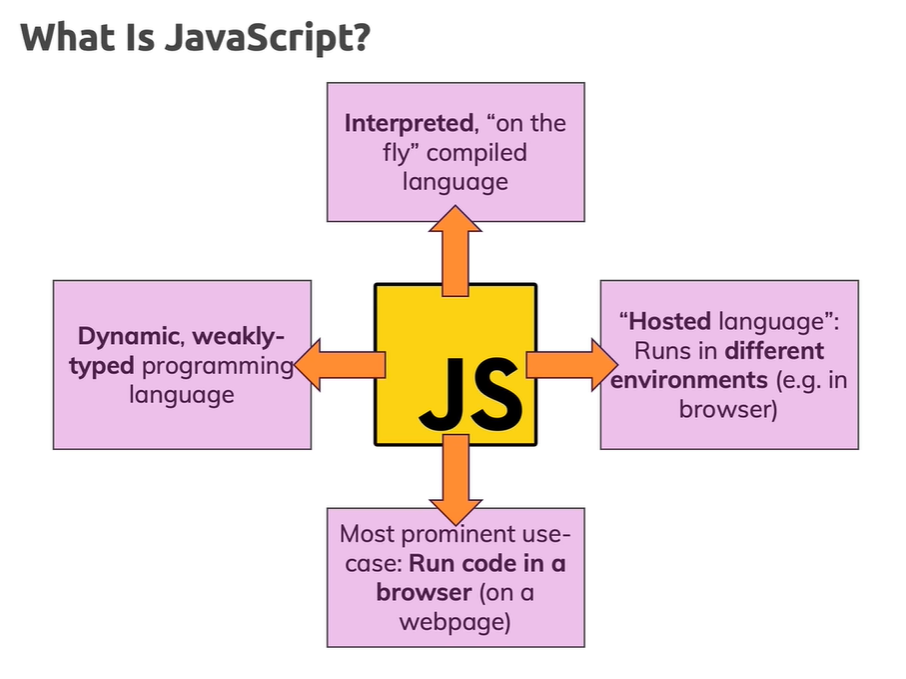 What Is JavaScript?
Interpreted, “on the
fly” compiled
language
Dynamic, weakly-
typed programming
language
JS
“Hosted language”:
Runs in different
environments (e.g. in
browser)
Most prominent use-
case: Run code in a
browser (on a
webpage)